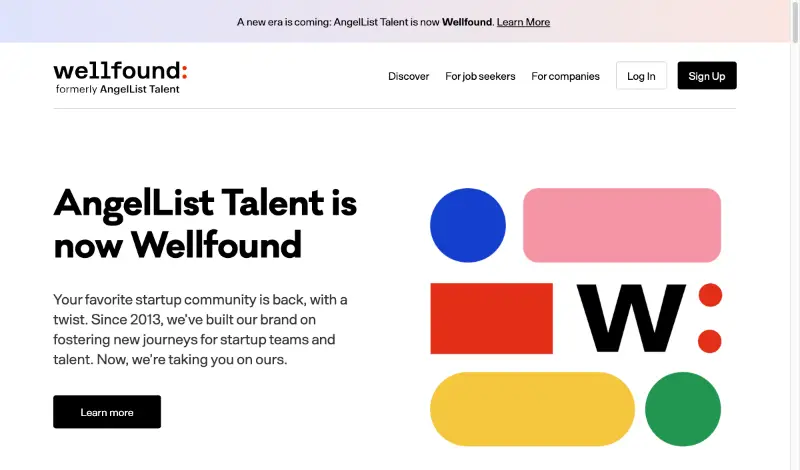 A new era is coming: AngelList Talent is now Wellfound. Learn More
wellfound:
formerly AngelList Talent
Discover
For job seekers
For companies
Log In
Sign Up
AngelList Talent is
now Wellfound
Your favorite startup community is back, with a
twist. Since 2013, we've built our brand on
fostering new journeys for startup teams and
talent. Now, we're taking you on ours.
Learn more
W: